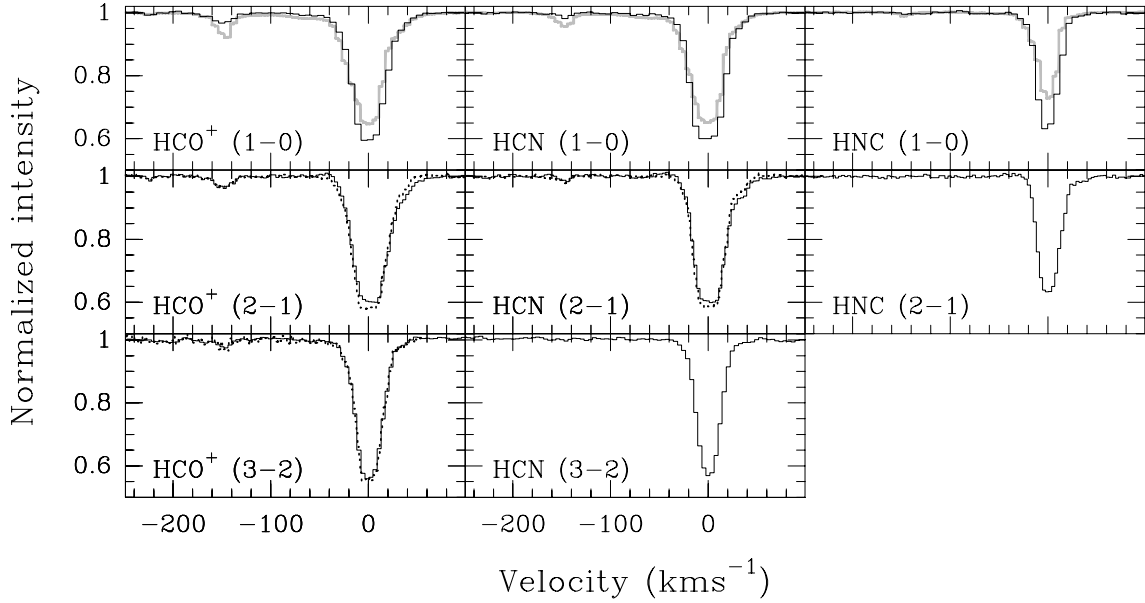 Normalized intensity
1
0.8
0.6
HCO⁺ (1−0)
HCN (1−0)
HNC (1−0)
1
0.8
0.6
HCO⁺ (2−1)
HCN (2−1)
HNC (2−1)
1
0.8
0.6
HCO⁺ (3−2)
HCN (3−2)
−200 −100 0 −200 −100 0
Velocity (kms⁻¹)